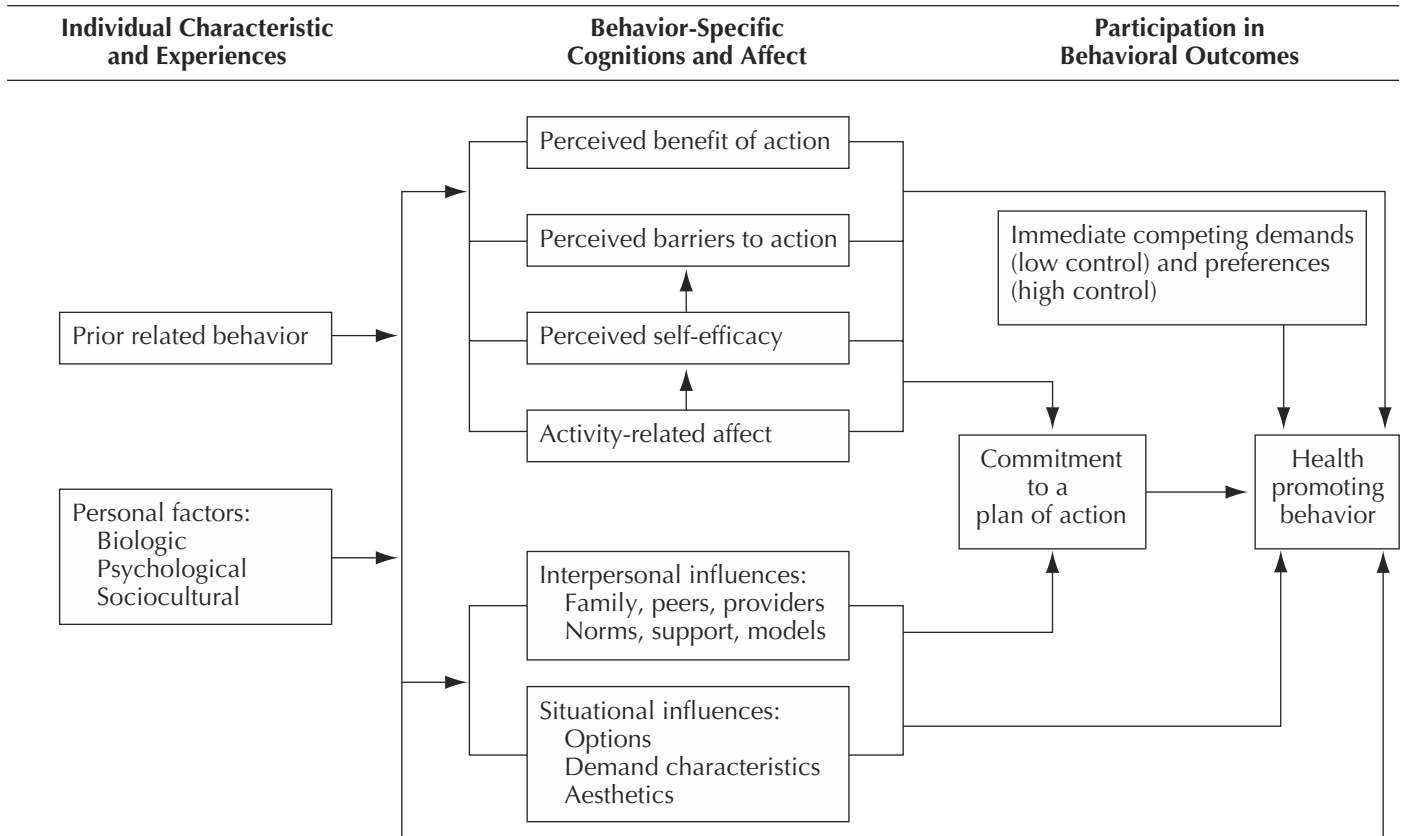 Individual Characteristic
and Experiences
Behavior-Specific
Cognitions and Affect
Participation in
Behavioral Outcomes
Prior related behavior
Personal factors:
Biologic
Psychological
Sociocultural
Perceived benefit of action
Perceived barriers to action
Perceived self-efficacy
Activity-related affect
Interpersonal influences:
Family, peers, providers
Norms, support, models
Situational influences:
Options
Demand characteristics
Aesthetics
Immediate competing demands
(low control) and preferences
(high control)
Commitment
to a
plan of action
Health
promoting
behavior